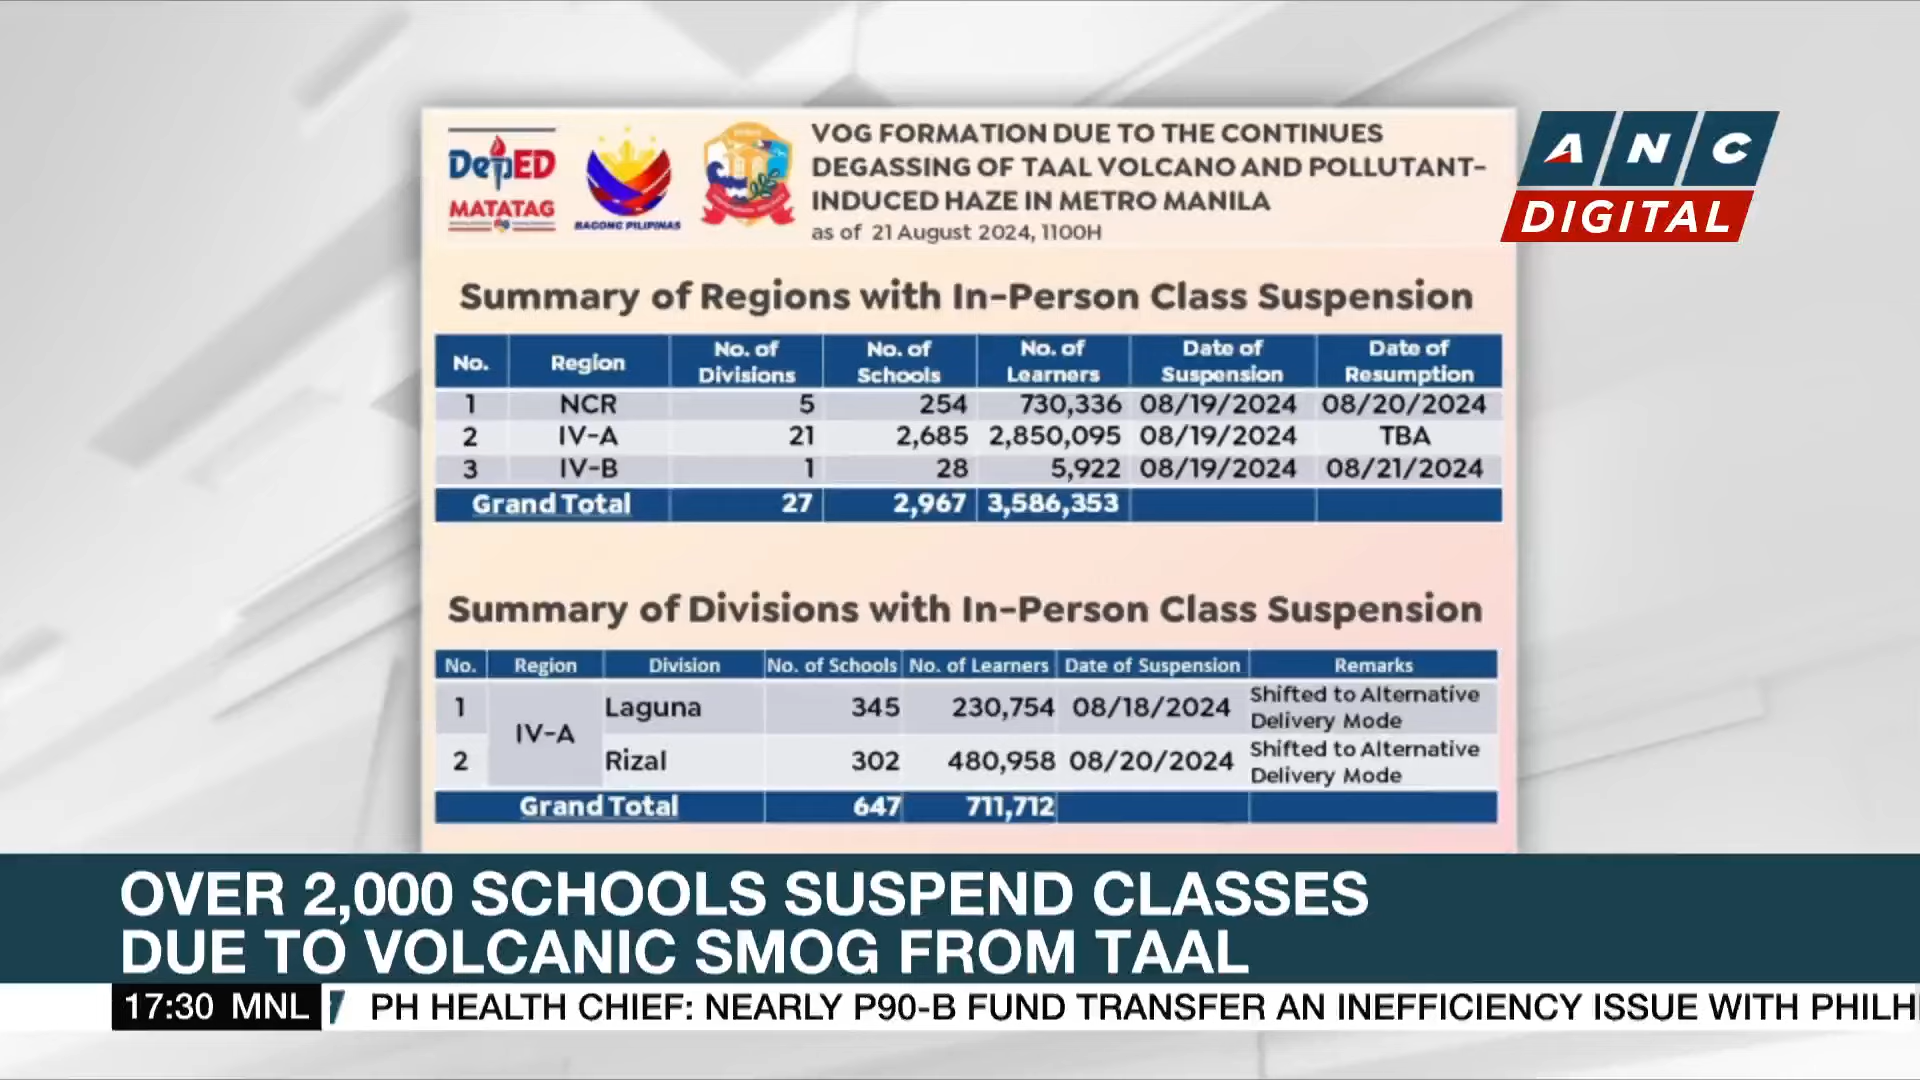 DepED
MATATAG
BAGONG PILIPINAS
VOG FORMATION DUE TO THE CONTINUES
DEGASSING OF TAAL VOLCANO AND POLLUTANT-
INDUCED HAZE IN METRO MANILA
as of 21 August 2024, 1100H
ANC
DIGITAL
Summary of Regions with In-Person Class Suspension
No. Region No. of Divisions No. of Schools No. of Learners Date of Suspension Date of Resumption
1 NCR 5 254 730,336 08/19/2024 08/20/2024
2 IV-A 21 2,685 2,850,095 08/19/2024 TBA
3 IV-B 1 28 5,922 08/19/2024 08/21/2024
Grand Total 27 2,967 3,586,353
Summary of Divisions with In-Person Class Suspension
No. Region Division No. of Schools No. of Learners Date of Suspension Remarks
1 IV-A Laguna 345 230,754 08/18/2024 Shifted to Alternative Delivery Mode
2 Rizal 302 480,958 08/20/2024 Shifted to Alternative Delivery Mode
Grand Total 647 711,712
OVER 2,000 SCHOOLS SUSPEND CLASSES
DUE TO VOLCANIC SMOG FROM TAAL
17:30 MNL PH HEALTH CHIEF: NEARLY P90-B FUND TRANSFER AN INEFFICIENCY ISSUE WITH PHILH